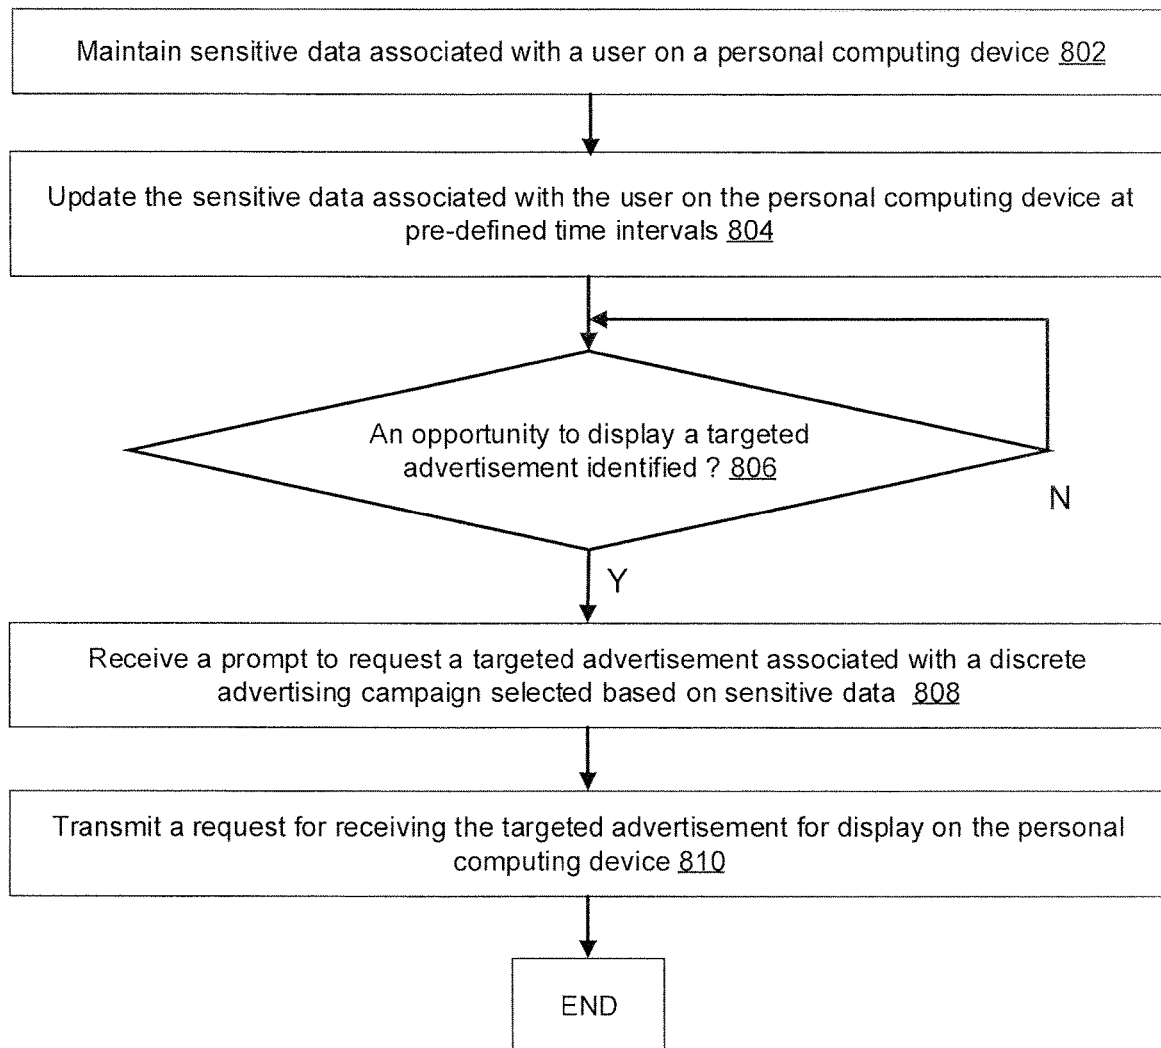 Maintain sensitive data associated with a user on a personal computing device 802
Update the sensitive data associated with the user on the personal computing device at
pre-defined time intervals 804
An opportunity to display a targeted
advertisement identified ? 806
N
Y
Receive a prompt to request a targeted advertisement associated with a discrete
advertising campaign selected based on sensitive data 808
Transmit a request for receiving the targeted advertisement for display on the personal
computing device 810
END